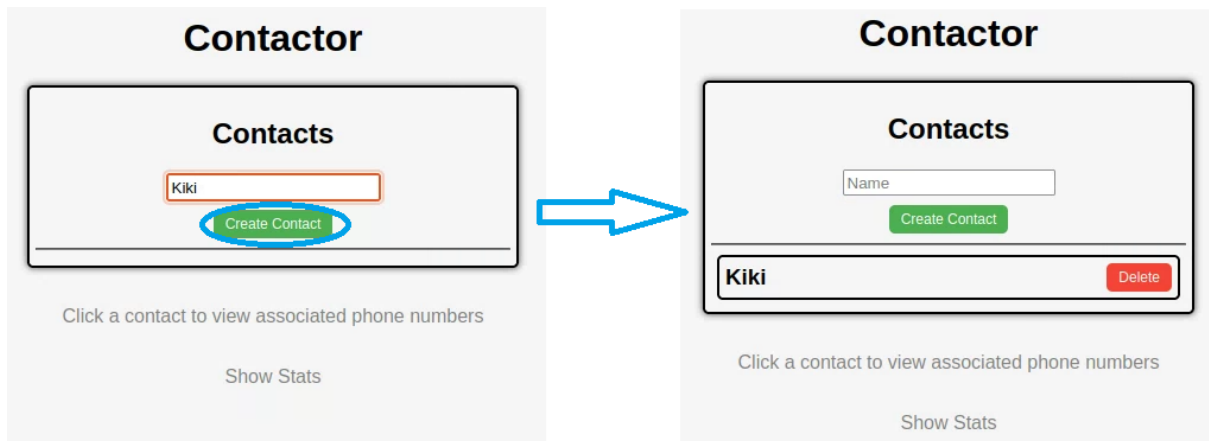 Contactor
Contacts
Kiki
Create Contact
Click a contact to view associated phone numbers
Show Stats
Contactor
Contacts
Name
Create Contact
Kiki
Delete
Click a contact to view associated phone numbers
Show Stats